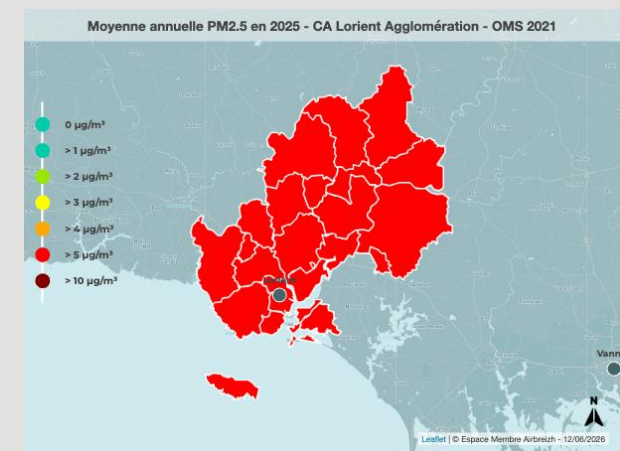 Moyenne annuelle PM2.5 en 2025 - CA Lorient Agglomération - OMS 2021
0 µg/m³
> 1 µg/m³
> 2 µg/m³
> 3 µg/m³
> 4 µg/m³
> 5 µg/m³
> 10 µg/m³
Vann
N
Leaflet | © Espace Membre Airbreizh - 12/06/2026